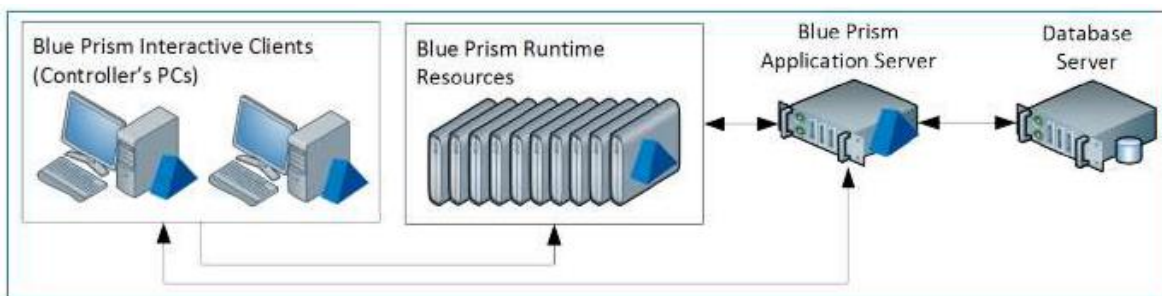 Blue Prism Interactive Clients
(Controller's PCs)
Blue Prism Runtime
Resources
Blue Prism
Application Server
Database
Server